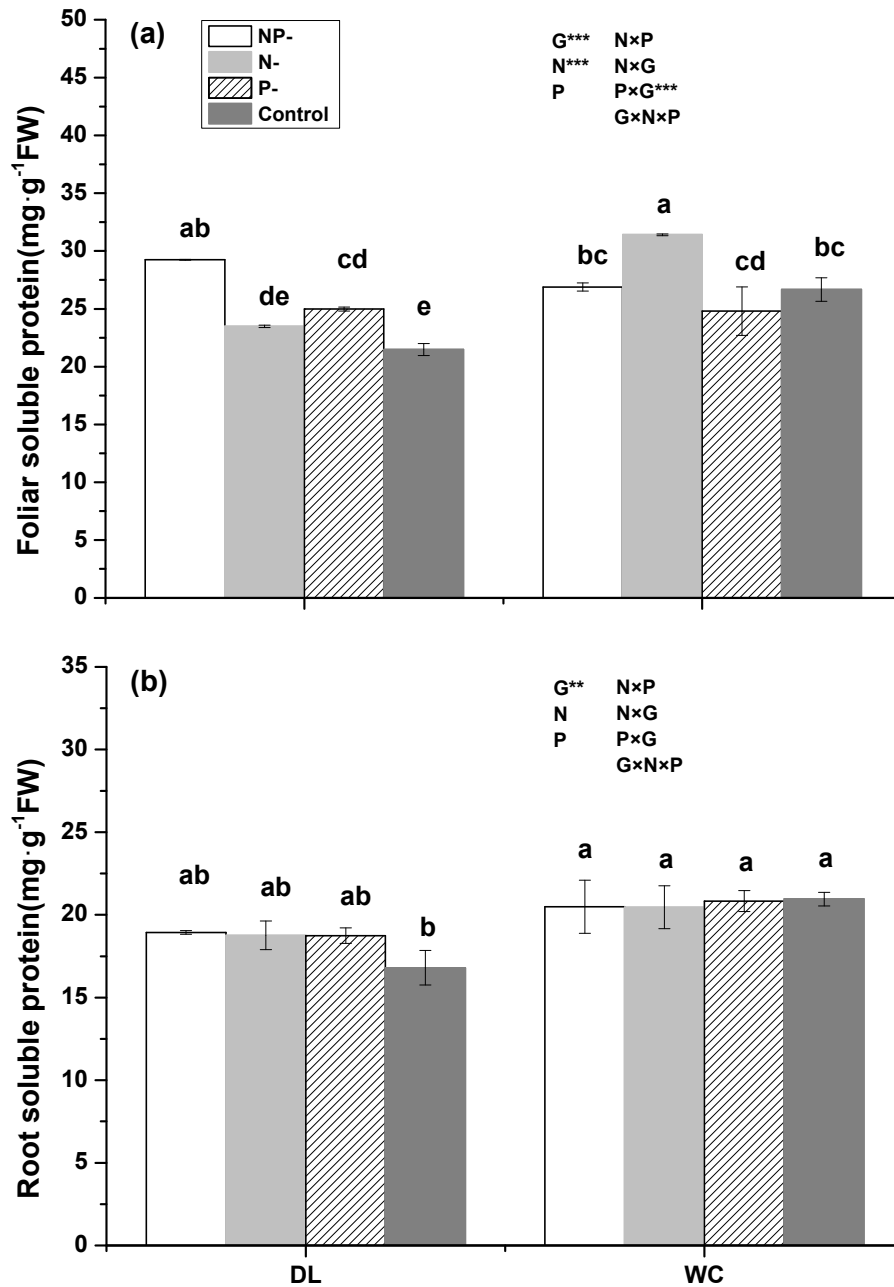 (a)
NP-
N-
P-
Control
G*** N×P
N*** N×G
P P×G***
G×N×P
Foliar soluble protein(mg·g⁻¹FW)
50
45
40
35
30
25
20
15
10
5
0
ab
de
cd
e
bc
a
cd
bc
(b)
G** N×P
N N×G
P P×G
G×N×P
Root soluble protein(mg·g⁻¹FW)
35
30
25
20
15
10
5
0
ab
ab
ab
b
a
a
a
a
DL
WC